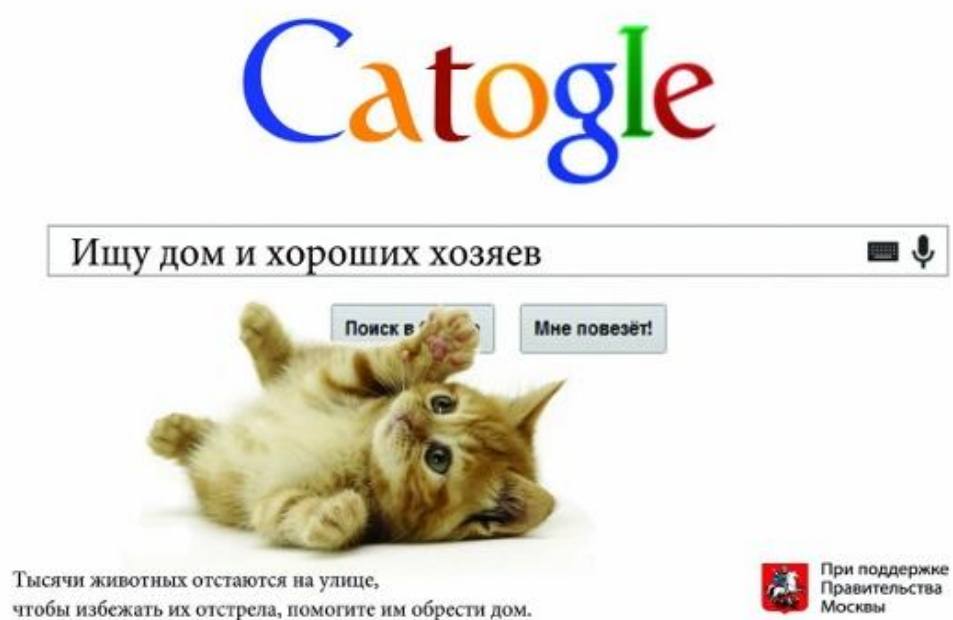 Catogle
Ищу дом и хороших хозяев
Поиск в
Мне повезёт!
Тысячи животных отстаются на улице,
чтобы избежать их отстрела, помогите им обрести дом.
При поддержке
Правительства
Москвы